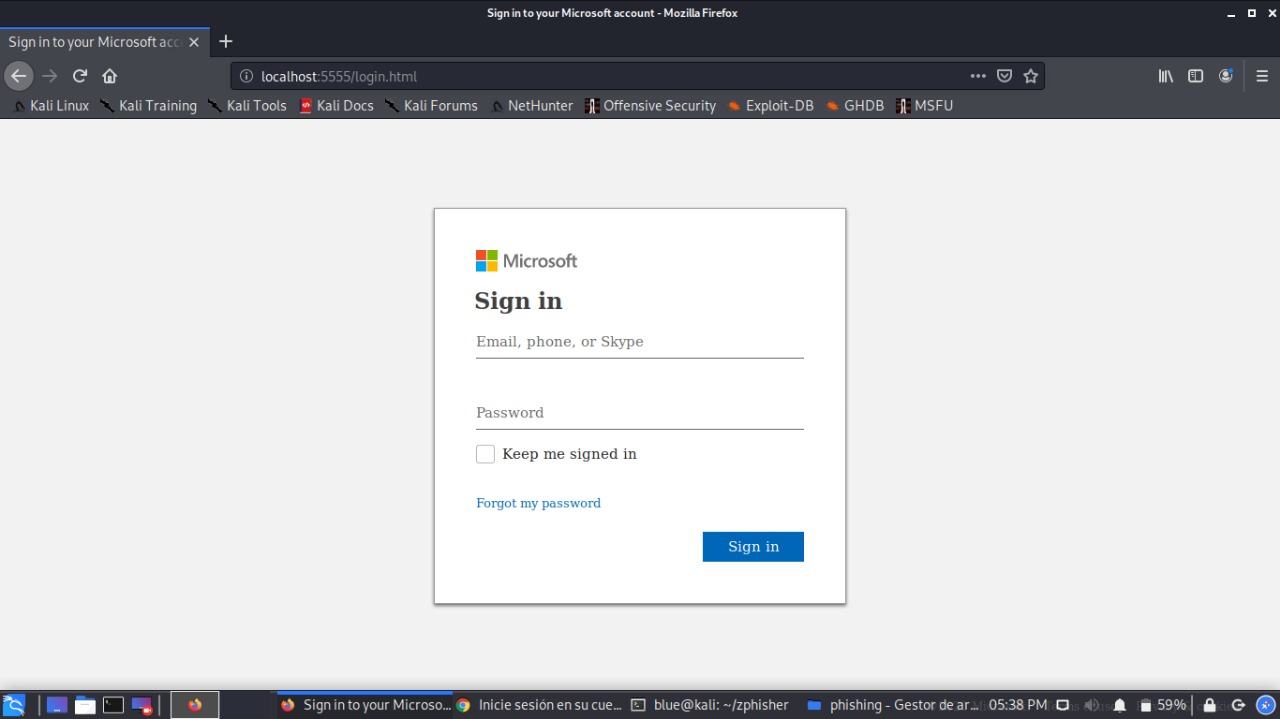 Sign in to your Microsoft account - Mozilla Firefox
Sign in to your Microsoft acc
localhost:5555/login.html
Kali Linux Kali Training Kali Tools Kali Docs Kali Forums NetHunter Offensive Security Exploit-DB GHDB MSFU
Microsoft
Sign in
Email, phone, or Skype
Password
Keep me signed in
Forgot my password
Sign in
Sign in to your Microso... Inicie sesión en su cue... blue@kali: ~/zphisher phishing - Gestor de ar... 05:38 PM 59%